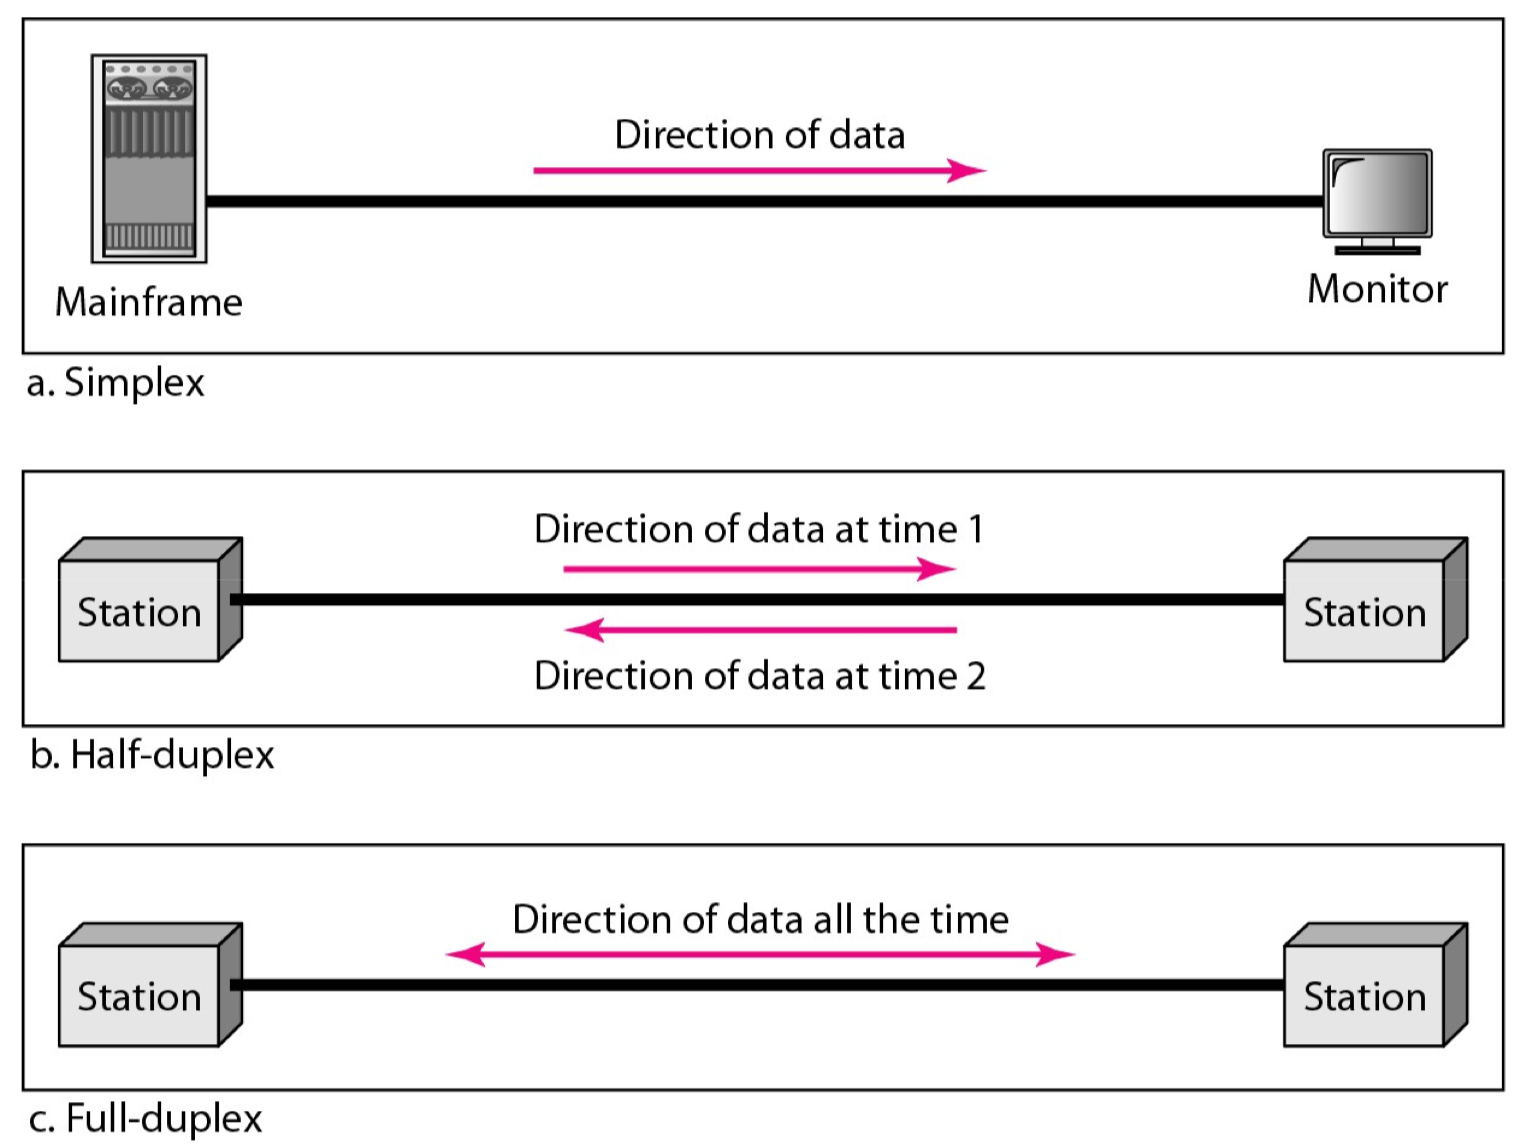 Direction of data
Mainframe
Monitor
a. Simplex
Direction of data at time 1
Station
Station
Direction of data at time 2
b. Half-duplex
Direction of data all the time
Station
Station
c. Full-duplex